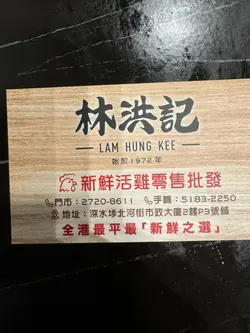 林洪記
LAM HUNG KEE
始於1972年
新鮮活雞零售批發
門市：2720-8611 手機：5183-2250
地址：深水埗北河街市政大廈2樓P3號鋪
全港最平最「新鮮之選」